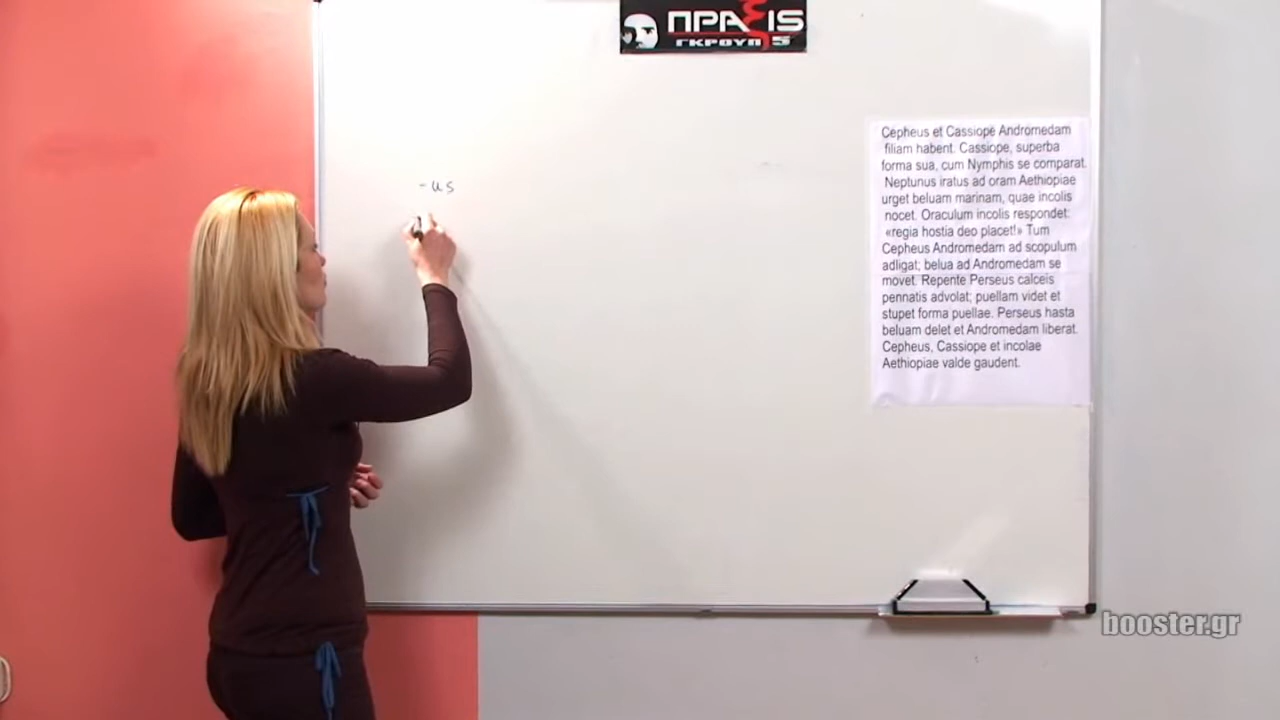 ΠΡΑξIS
ΓΚΡΟΥΠ 5
-us
Cepheus et Cassiope Andromedam
filiam habent. Cassiope, superba
forma sua, cum Nymphis se comparat.
Neptunus iratus ad oram Aethiopiae
urget beluam marinam, quae incolis
nocet. Oraculum incolis respondet:
«regia hostia deo placet!» Tum
Cepheus Andromedam ad scopulum
adligat; belua ad Andromedam se
movet. Repente Perseus calceis
pennatis advolat; puellam videt et
stupet forma puellae. Perseus hasta
beluam delet et Andromedam liberat.
Cepheus, Cassiope et incolae
Aethiopiae valde gaudent.
booster.gr